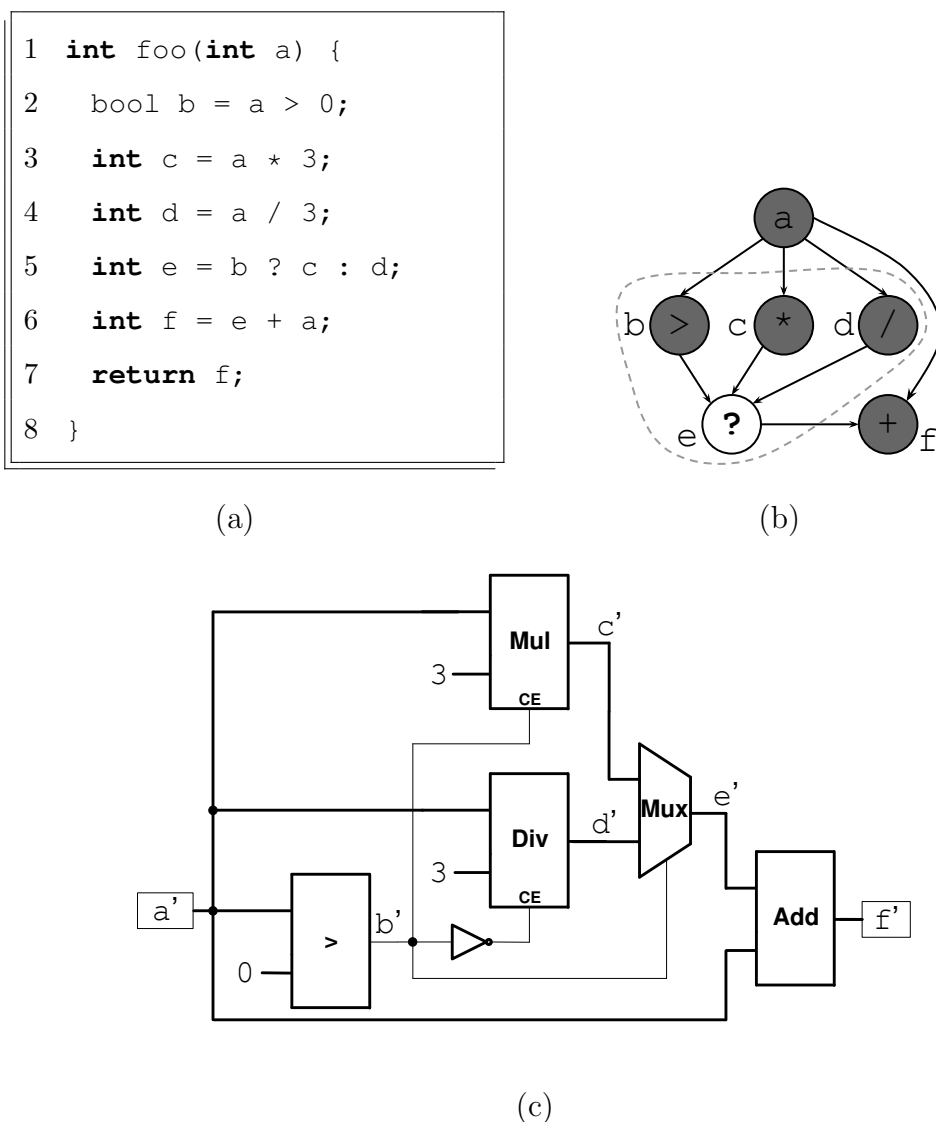 1 int foo(int a) {
2 bool b = a > 0;
3 int c = a * 3;
4 int d = a / 3;
5 int e = b ? c : d;
6 int f = e + a;
7 return f;
8 }
(a)
a
b > c * d /
e ? + f
(b)
Mul
3
CE
c'
Div
3
CE
d'
Mux
e'
a'
>
0
b'
Add
f'
(c)